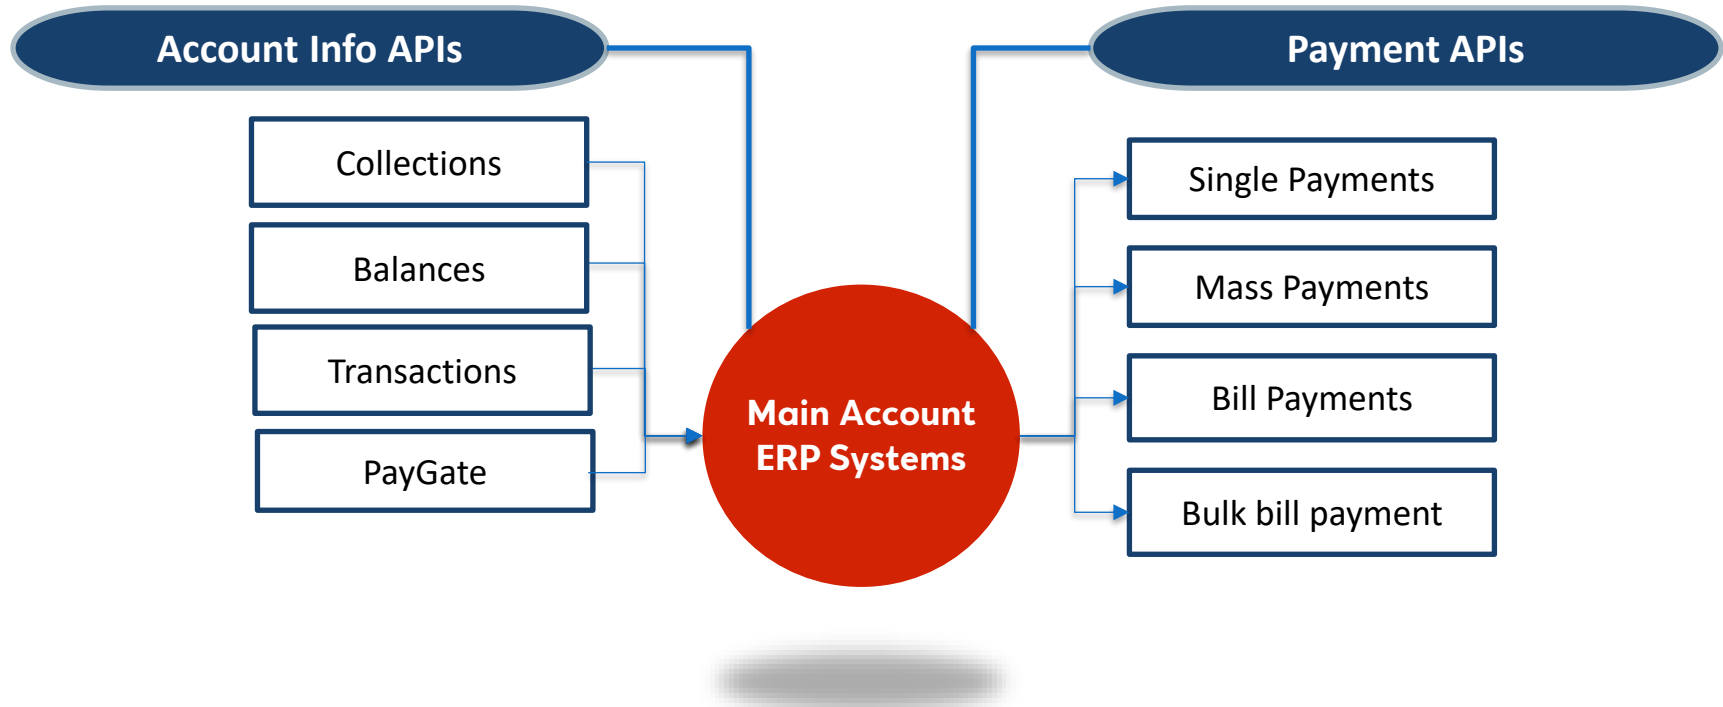 Account Info APIs
Payment APIs
Collections
Balances
Transactions
PayGate
Main Account
ERP Systems
Single Payments
Mass Payments
Bill Payments
Bulk bill payment